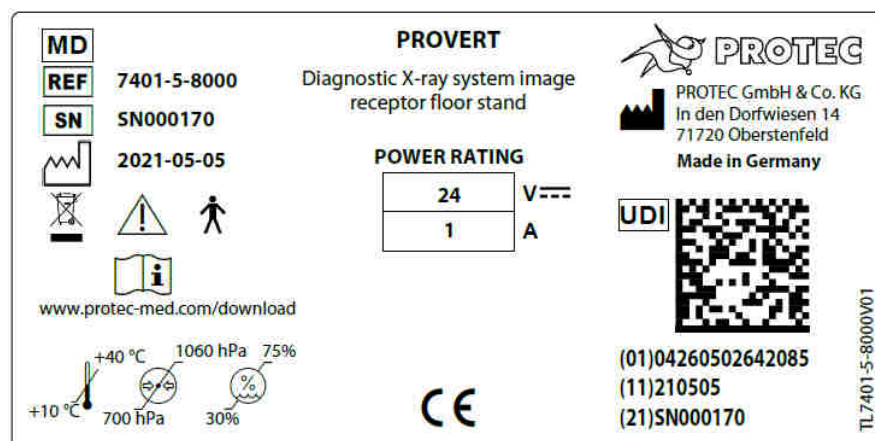 MD
REF 7401-5-8000
SN SN000170
2021-05-05
www.protec-med.com/download
+40 °C
+10 °C
1060 hPa
700 hPa
75%
%
30%
PROVERT
Diagnostic X-ray system image
receptor floor stand
POWER RATING
24 V
1 A
CE
PROTEC
PROTEC GmbH & Co. KG
In den Dorfwiesen 14
71720 Oberstenfeld
Made in Germany
UDI
(01)04260502642085
(11)210505
(21)SN000170
TL7401-5-8000V01